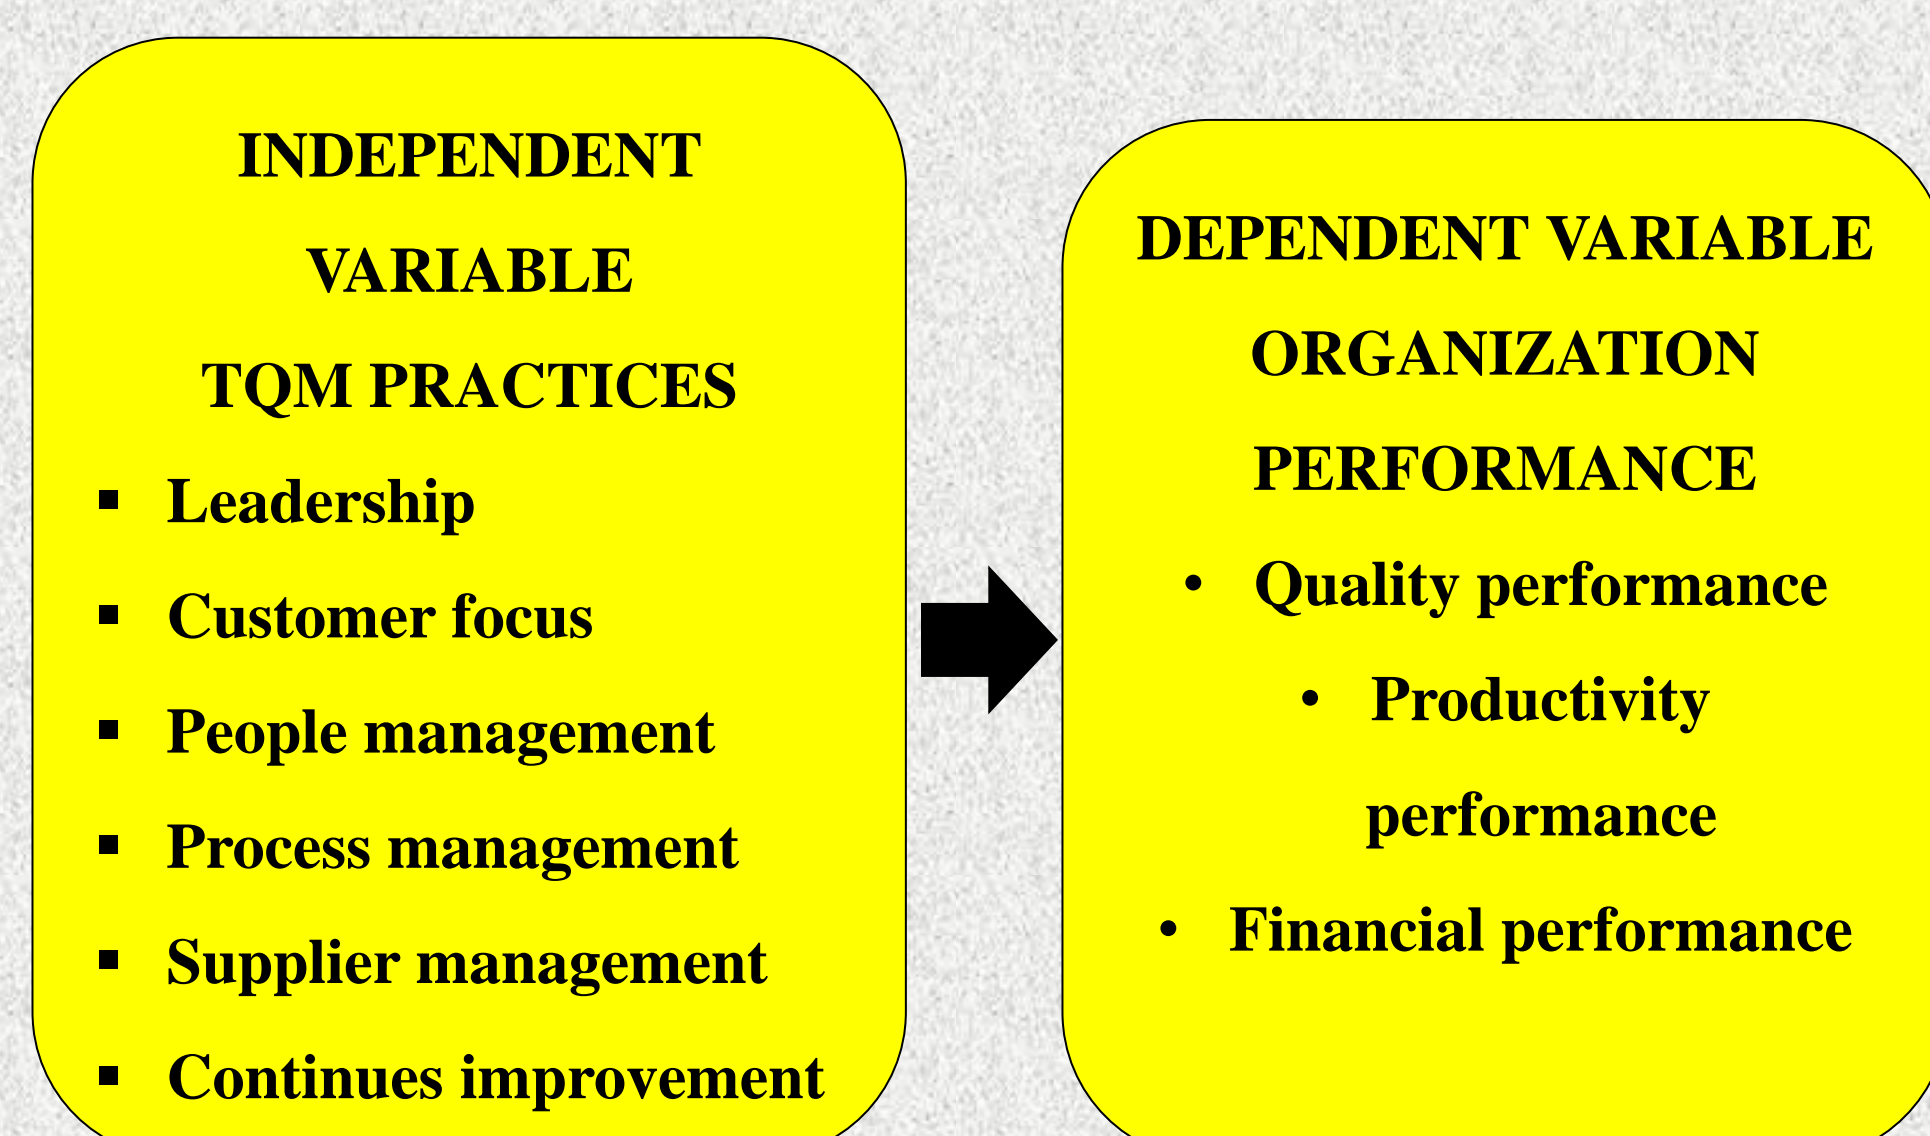 INDEPENDENT
VARIABLE
TQM PRACTICES
▪ Leadership
▪ Customer focus
▪ People management
▪ Process management
▪ Supplier management
▪ Continues improvement
DEPENDENT VARIABLE
ORGANIZATION
PERFORMANCE
• Quality performance
• Productivity
performance
• Financial performance